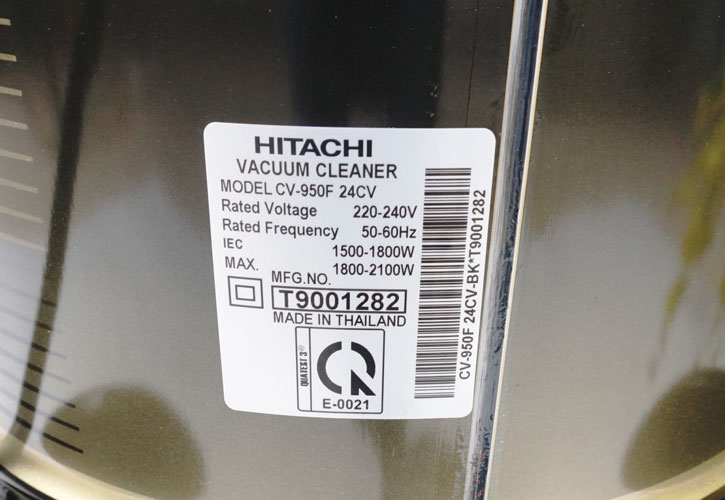 HITACHI
VACUUM CLEANER
MODEL CV-950F 24CV
Rated Voltage 220-240V
Rated Frequency 50-60Hz
IEC 1500-1800W
MAX. 1800-2100W
MFG.NO.
T9001282
MADE IN THAILAND
QUATEST 3®
E-0021
CV-950F 24CV-BK*T9001282